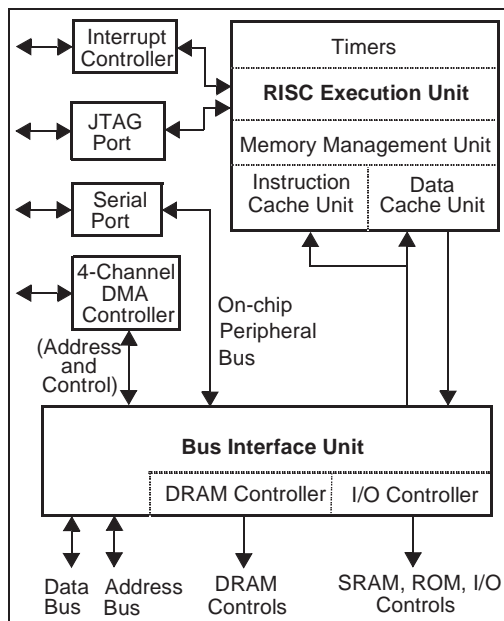 Interrupt
Controller
Timers
RISC Execution Unit
JTAG
Port
Memory Management Unit
Instruction
Cache Unit
Data
Cache Unit
Serial
Port
4-Channel
DMA
Controller
On-chip
Peripheral
Bus
(Address
and
Control)
Bus Interface Unit
DRAM Controller
I/O Controller
Data
Bus
Address
Bus
DRAM
Controls
SRAM, ROM, I/O
Controls